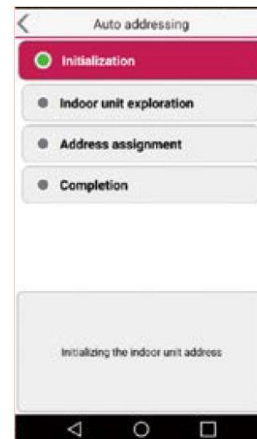 Auto addressing
Initialization
Indoor unit exploration
Address assignment
Completion
Initializing the indoor unit address